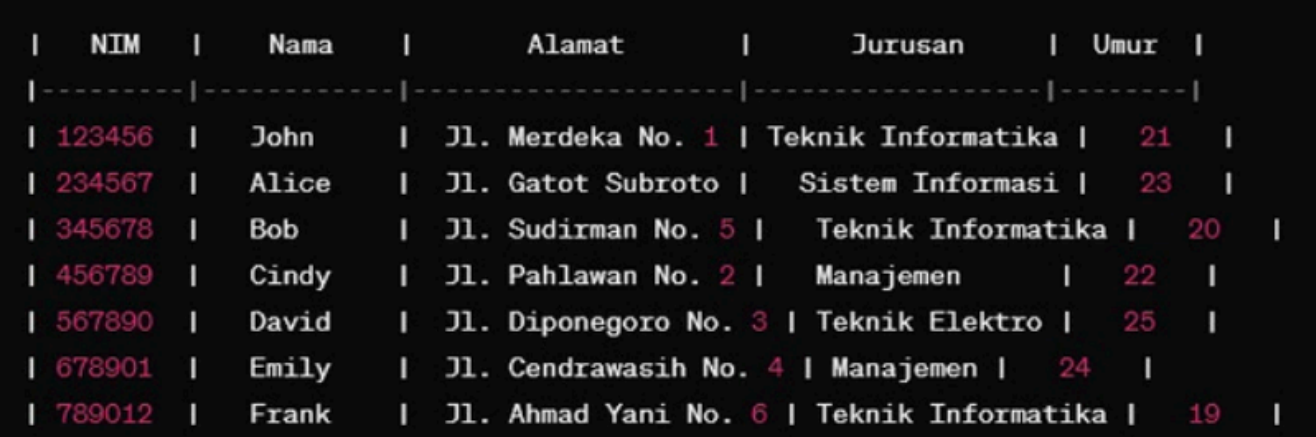 | NIM | Nama | Alamat | Jurusan | Umur |
|---------|------------|--------------------|------------------|--------|
| 123456 | John | Jl. Merdeka No. 1 | Teknik Informatika | 21 |
| 234567 | Alice | Jl. Gatot Subroto | Sistem Informasi | 23 |
| 345678 | Bob | Jl. Sudirman No. 5 | Teknik Informatika | 20 |
| 456789 | Cindy | Jl. Pahlawan No. 2 | Manajemen | 22 |
| 567890 | David | Jl. Diponegoro No. 3 | Teknik Elektro | 25 |
| 678901 | Emily | Jl. Cendrawasih No. 4 | Manajemen | 24 |
| 789012 | Frank | Jl. Ahmad Yani No. 6 | Teknik Informatika | 19 |